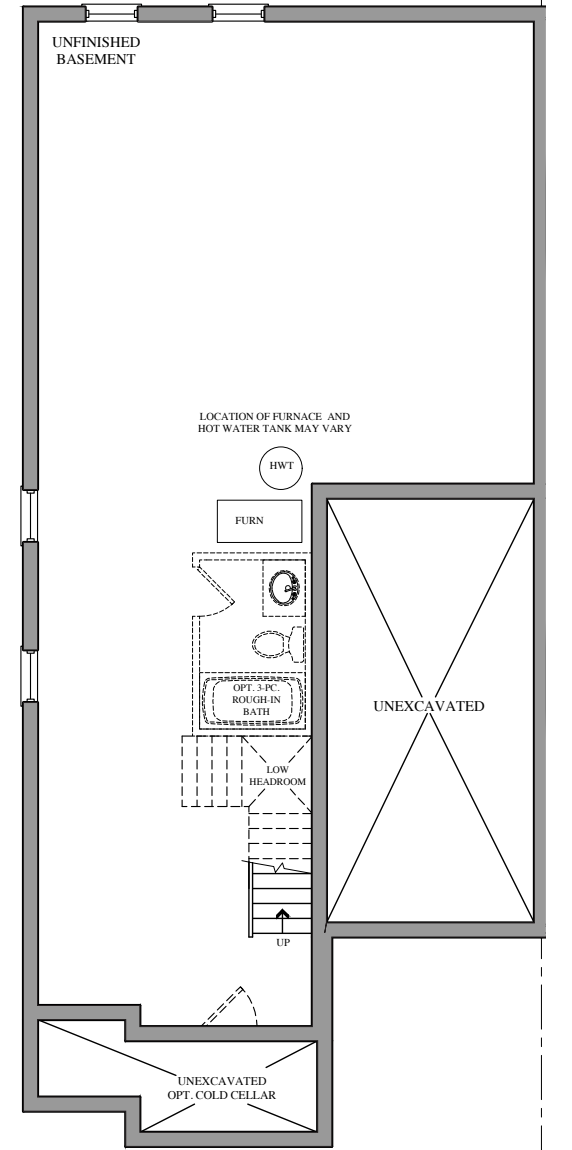 UNFINISHED
BASEMENT
LOCATION OF FURNACE AND
HOT WATER TANK MAY VARY
HWT
FURN
OPT. 3-PC.
ROUGH-IN
BATH
UNEXCAVATED
LOW
HEADROOM
UP
UNEXCAVATED
OPT. COLD CELLAR